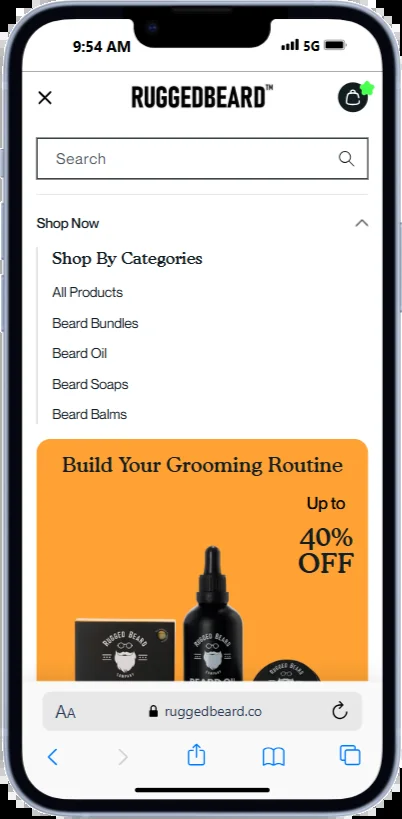 9:54 AM
5G
RUGGEDBEARD™
Search
Shop Now
Shop By Categories
All Products
Beard Bundles
Beard Oil
Beard Soaps
Beard Balms
Build Your Grooming Routine
Up to
40%
OFF
RUGGED BEARD
COMPANY
RUGGED BEARD
COMPANY
BEARD OIL
RUGGED BEARD
AA
ruggedbeard.co